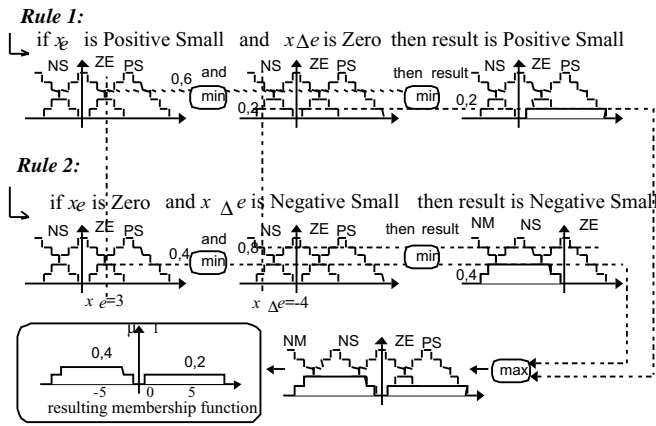 Rule 1:
if xe is Positive Small and x Δe is Zero then result is Positive Small
NS ZE PS 0,6 and min 0,2 NS ZE PS then result min 0,2 NS ZE PS
Rule 2:
if xe is Zero and x Δe is Negative Small then result is Negative Small
NS ZE PS 0,4 and min 0,8 NS ZE PS then result min 0,4 NM NS ZE
x e=3 x Δe=-4
μ 1
0,4 0,2
-5 0 5
resulting membership function
NM NS ZE PS max